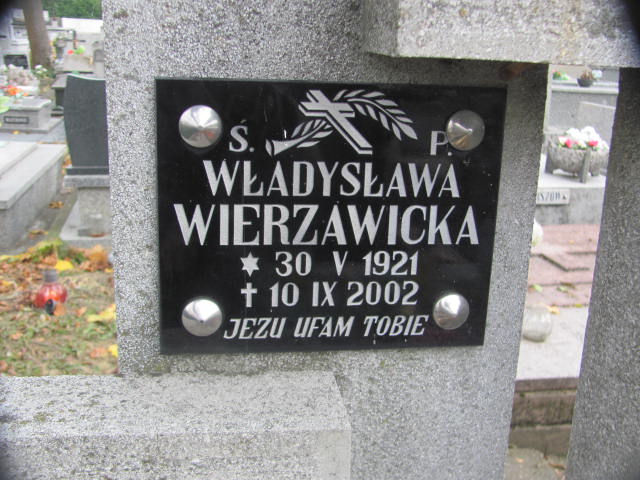 Ś. P.
WŁADYSŁAWA
WIERZAWICKA
30 V 1921
10 IX 2002
JEZU UFAM TOBIE